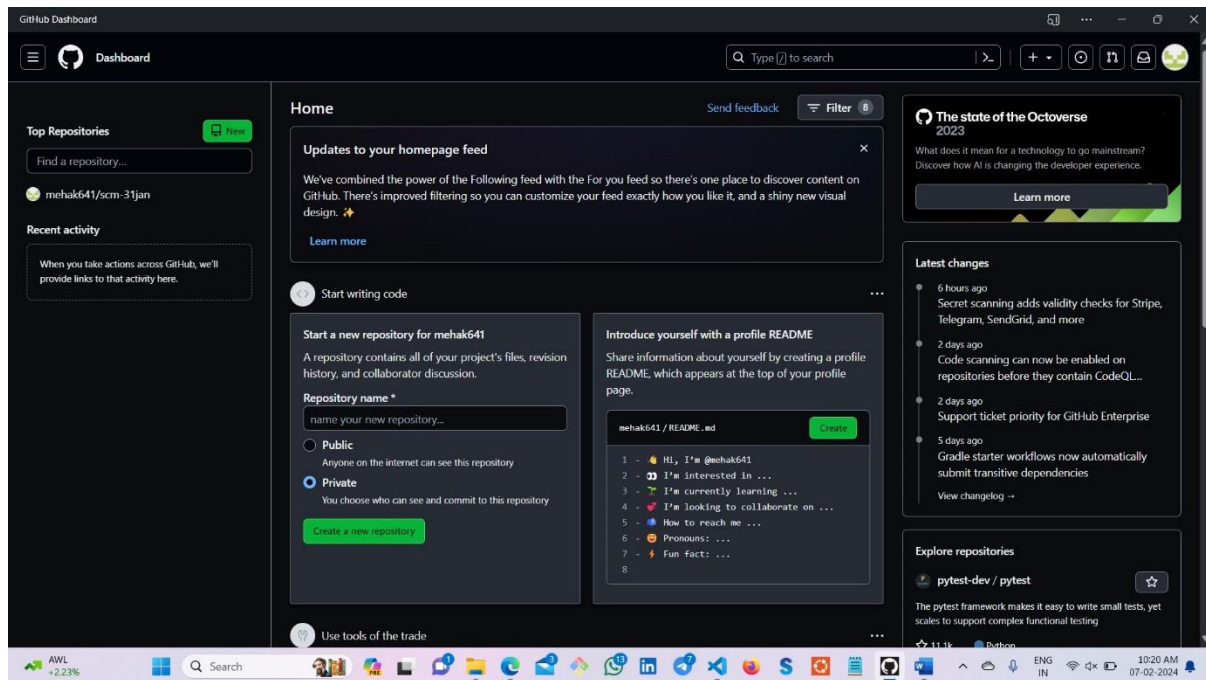 GitHub Dashboard
Dashboard
Type / to search
Top Repositories
New
Find a repository...
mehak641/scm-31jan
Recent activity
When you take actions across GitHub, we'll
provide links to that activity here.
Home
Send feedback
Filter 8
Updates to your homepage feed
We've combined the power of the Following feed with the For you feed so there's one place to discover content on
GitHub. There's improved filtering so you can customize your feed exactly how you like it, and a shiny new visual
design. ✨
Learn more
Start writing code
Start a new repository for mehak641
A repository contains all of your project's files, revision
history, and collaborator discussion.
Repository name *
name your new repository...
Public
Anyone on the internet can see this repository
Private
You choose who can see and commit to this repository
Create a new repository
Introduce yourself with a profile README
Share information about yourself by creating a profile
README, which appears at the top of your profile
page.
mehak641 / README.md
Create
1 - 👋 Hi, I'm @mehak641
2 - 👀 I'm interested in ...
3 - 🌱 I'm currently learning ...
4 - 💞️ I'm looking to collaborate on ...
5 - 📫 How to reach me ...
6 - 😄 Pronouns: ...
7 - ⚡ Fun fact: ...
8
Use tools of the trade
The state of the Octoverse
2023
What does it mean for a technology to go mainstream?
Discover how AI is changing the developer experience.
Learn more
Latest changes
6 hours ago
Secret scanning adds validity checks for Stripe,
Telegram, SendGrid, and more
2 days ago
Code scanning can now be enabled on
repositories before they contain CodeQL...
2 days ago
Support ticket priority for GitHub Enterprise
5 days ago
Gradle starter workflows now automatically
submit transitive dependencies
View changelog →
Explore repositories
pytest-dev / pytest
The pytest framework makes it easy to write small tests, yet
scales to support complex functional testing
11.1k Python
AWL
+2.23%
Search
PRE
3
13
7
ENG
IN
10:20 AM
07-02-2024